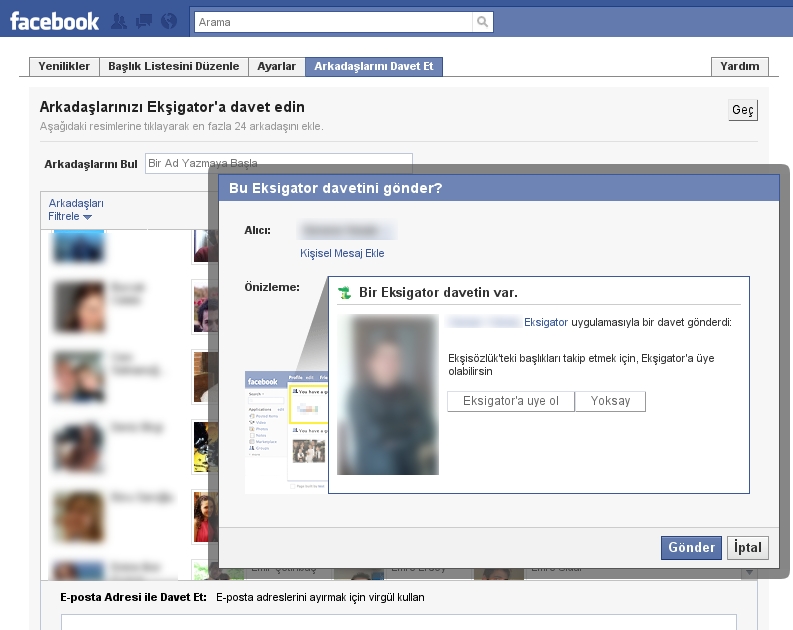 facebook
Arama
Yenilikler
Başlık Listesini Düzenle
Ayarlar
Arkadaşlarını Davet Et
Yardım
Arkadaşlarınızı Ekşigator'a davet edin
Aşağıdaki resimlerine tıklayarak en fazla 24 arkadaşını ekle.
Geç
Arkadaşlarını Bul
Bir Ad Yazmaya Başla
Arkadaşları
Filtrele
Bu Eksigator davetini gönder?
Alıcı:
Kişisel Mesaj Ekle
Önizleme:
facebook
Bir Eksigator davetin var.
Eksigator uygulamasıyla bir davet gönderdi:
Ekşisözlük'teki başlıkları takip etmek için, Ekşigator'a üye
olabilirsin
Eksigator'a uye ol
Yoksay
Gönder
İptal
E-posta Adresi ile Davet Et: E-posta adreslerini ayırmak için virgül kullan